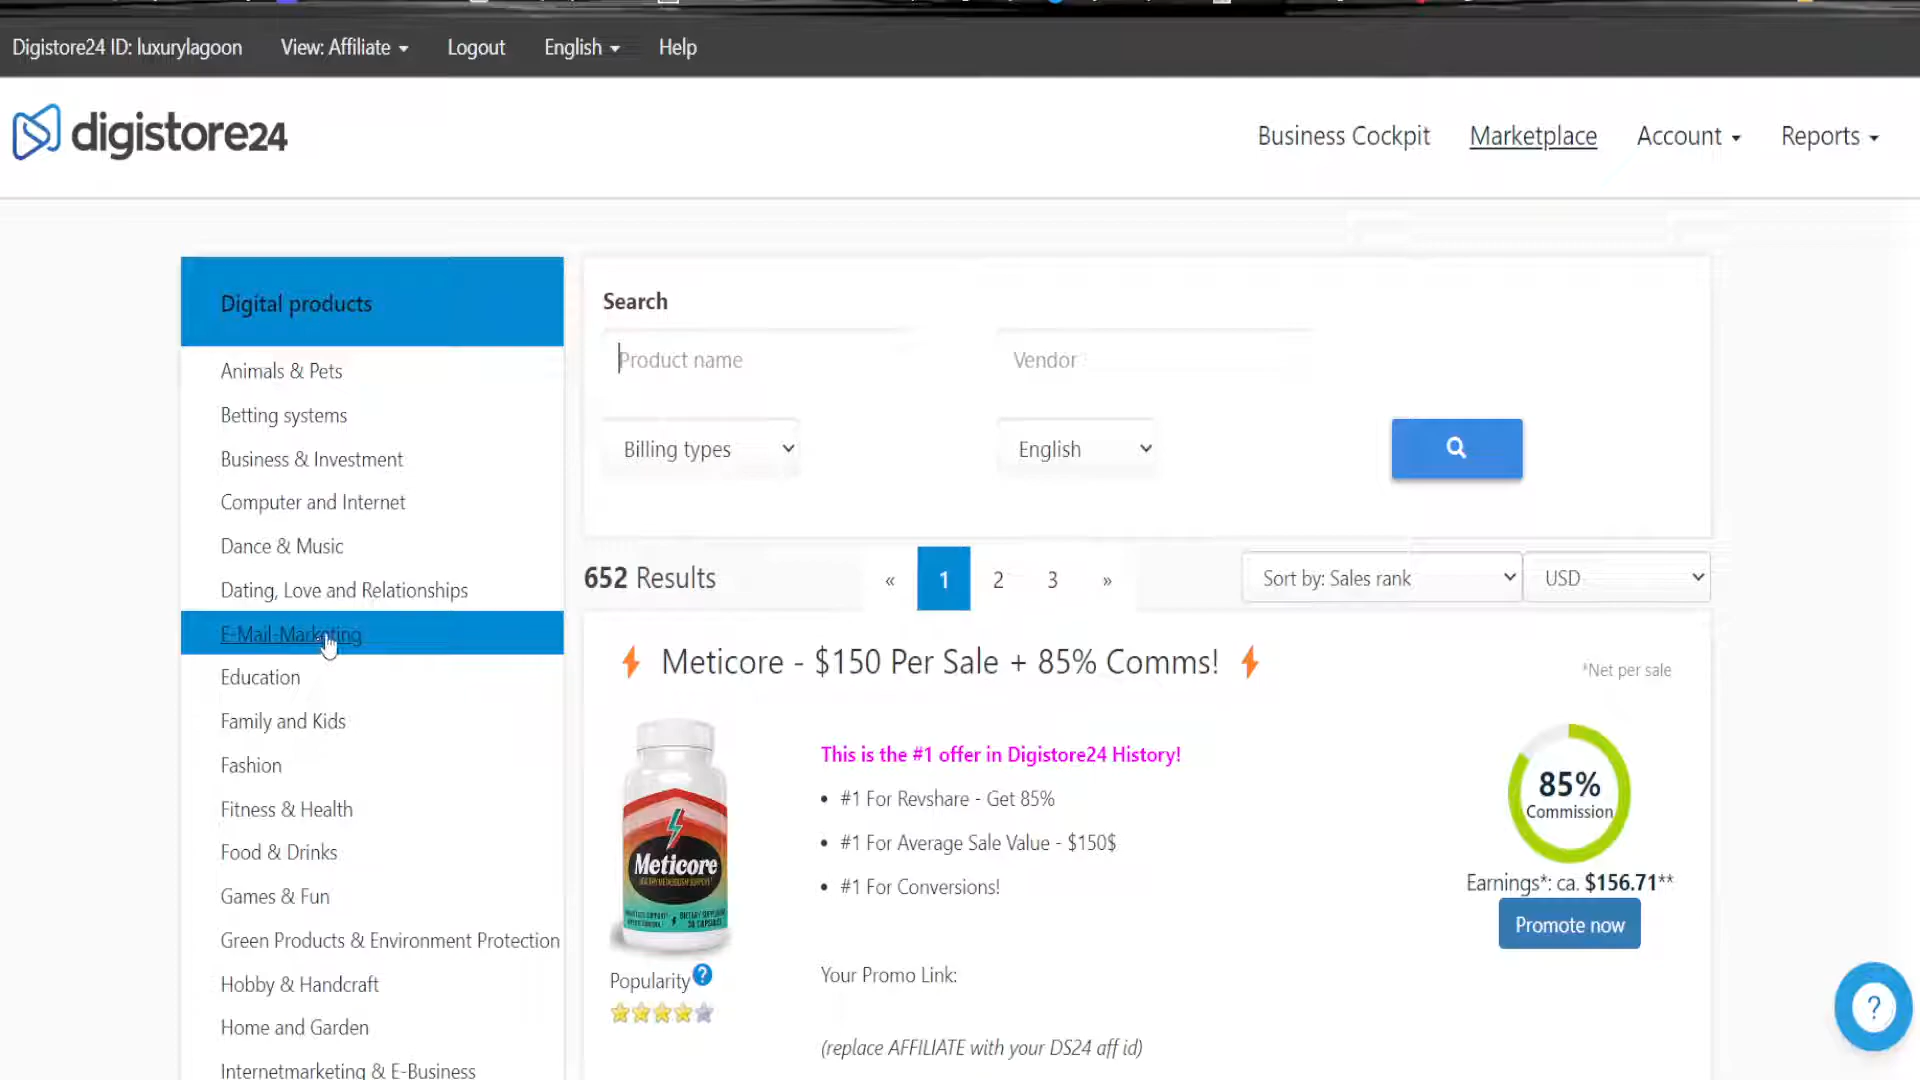 Digistore24 ID: luxurylagoon View: Affiliate Logout English Help
digistore24
Business Cockpit Marketplace Account Reports
Digital products
Animals & Pets
Betting systems
Business & Investment
Computer and Internet
Dance & Music
Dating, Love and Relationships
E-Mail-Marketing
Education
Family and Kids
Fashion
Fitness & Health
Food & Drinks
Games & Fun
Green Products & Environment Protection
Hobby & Handcraft
Home and Garden
Internetmarketing & E-Business
Search
Product name Vendor
Billing types English
652 Results « 1 2 3 » Sort by: Sales rank USD
Meticore - $150 Per Sale + 85% Comms!
*Net per sale
This is the #1 offer in Digistore24 History!
• #1 For Revshare - Get 85%
• #1 For Average Sale Value - $150$
• #1 For Conversions!
Meticore
85%
Commission
Earnings*: ca. $156.71**
Promote now
Popularity ?
Your Promo Link:
(replace AFFILIATE with your DS24 aff id)
?